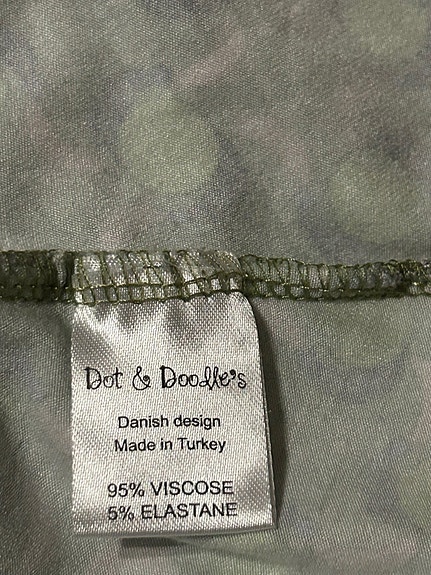 Dot & Doodle's
Danish design
Made in Turkey
95% VISCOSE
5% ELASTANE